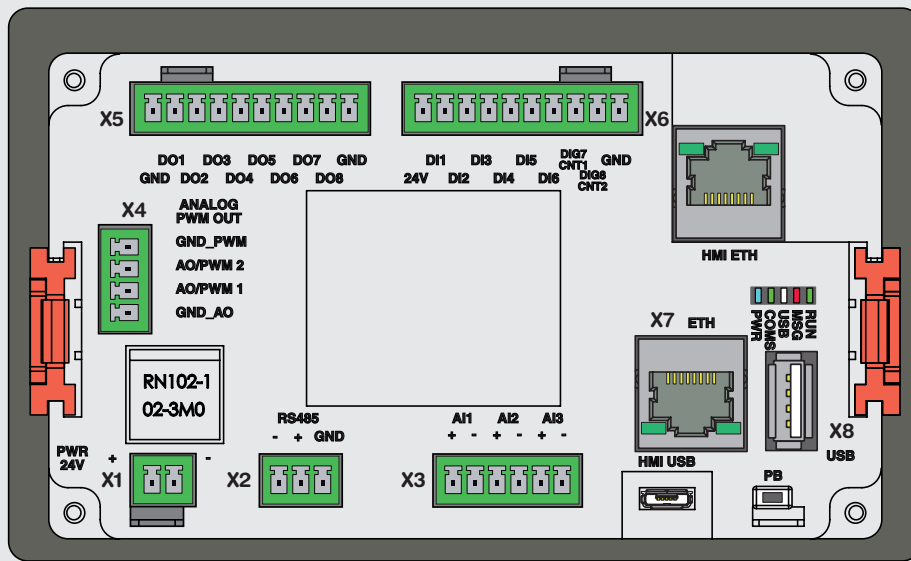 X5
X6
DO1 DO3 DO5 DO7 GND
GND DO2 DO4 DO6 DO8
DI1 DI3 DI5 DIG7 CNT1 GND
24V DI2 DI4 DI6 DIG8 CNT2
X4
ANALOG
PWM OUT
GND_PWM
AO/PWM 2
AO/PWM 1
GND_AO
HMI ETH
PWR
COMS
USB
MSG
RUN
X7 ETH
RN102-1
02-3M0
RS485
- + GND
AI1 AI2 AI3
+ - + - + -
PWR
24V
+ -
X1
X2
X3
X8
USB
HMI USB
PB